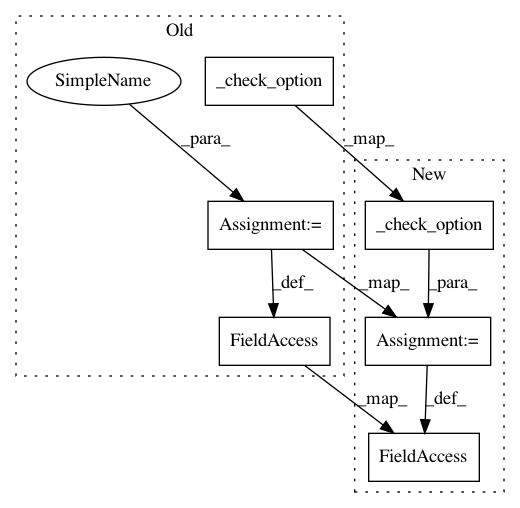 Old
SimpleName
_check_option
_para_
_map_
New
Assignment:=
_check_option
_def_
_map_
_para_
FieldAccess
Assignment:=
_map_
_def_
FieldAccess